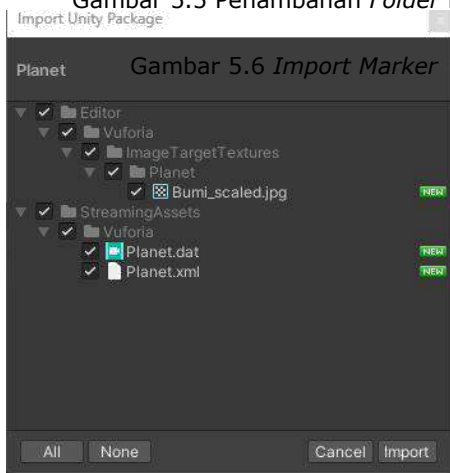 Gambar 5.5 Penambahan Folder
Import Unity Package
Planet
Gambar 5.6 Import Marker
Editor
Vuforia
ImageTargetTextures
Planet
Bumi_scaled.jpg NEW
StreamingAssets
Vuforia
Planet.dat NEW
Planet.xml NEW
All None Cancel Import